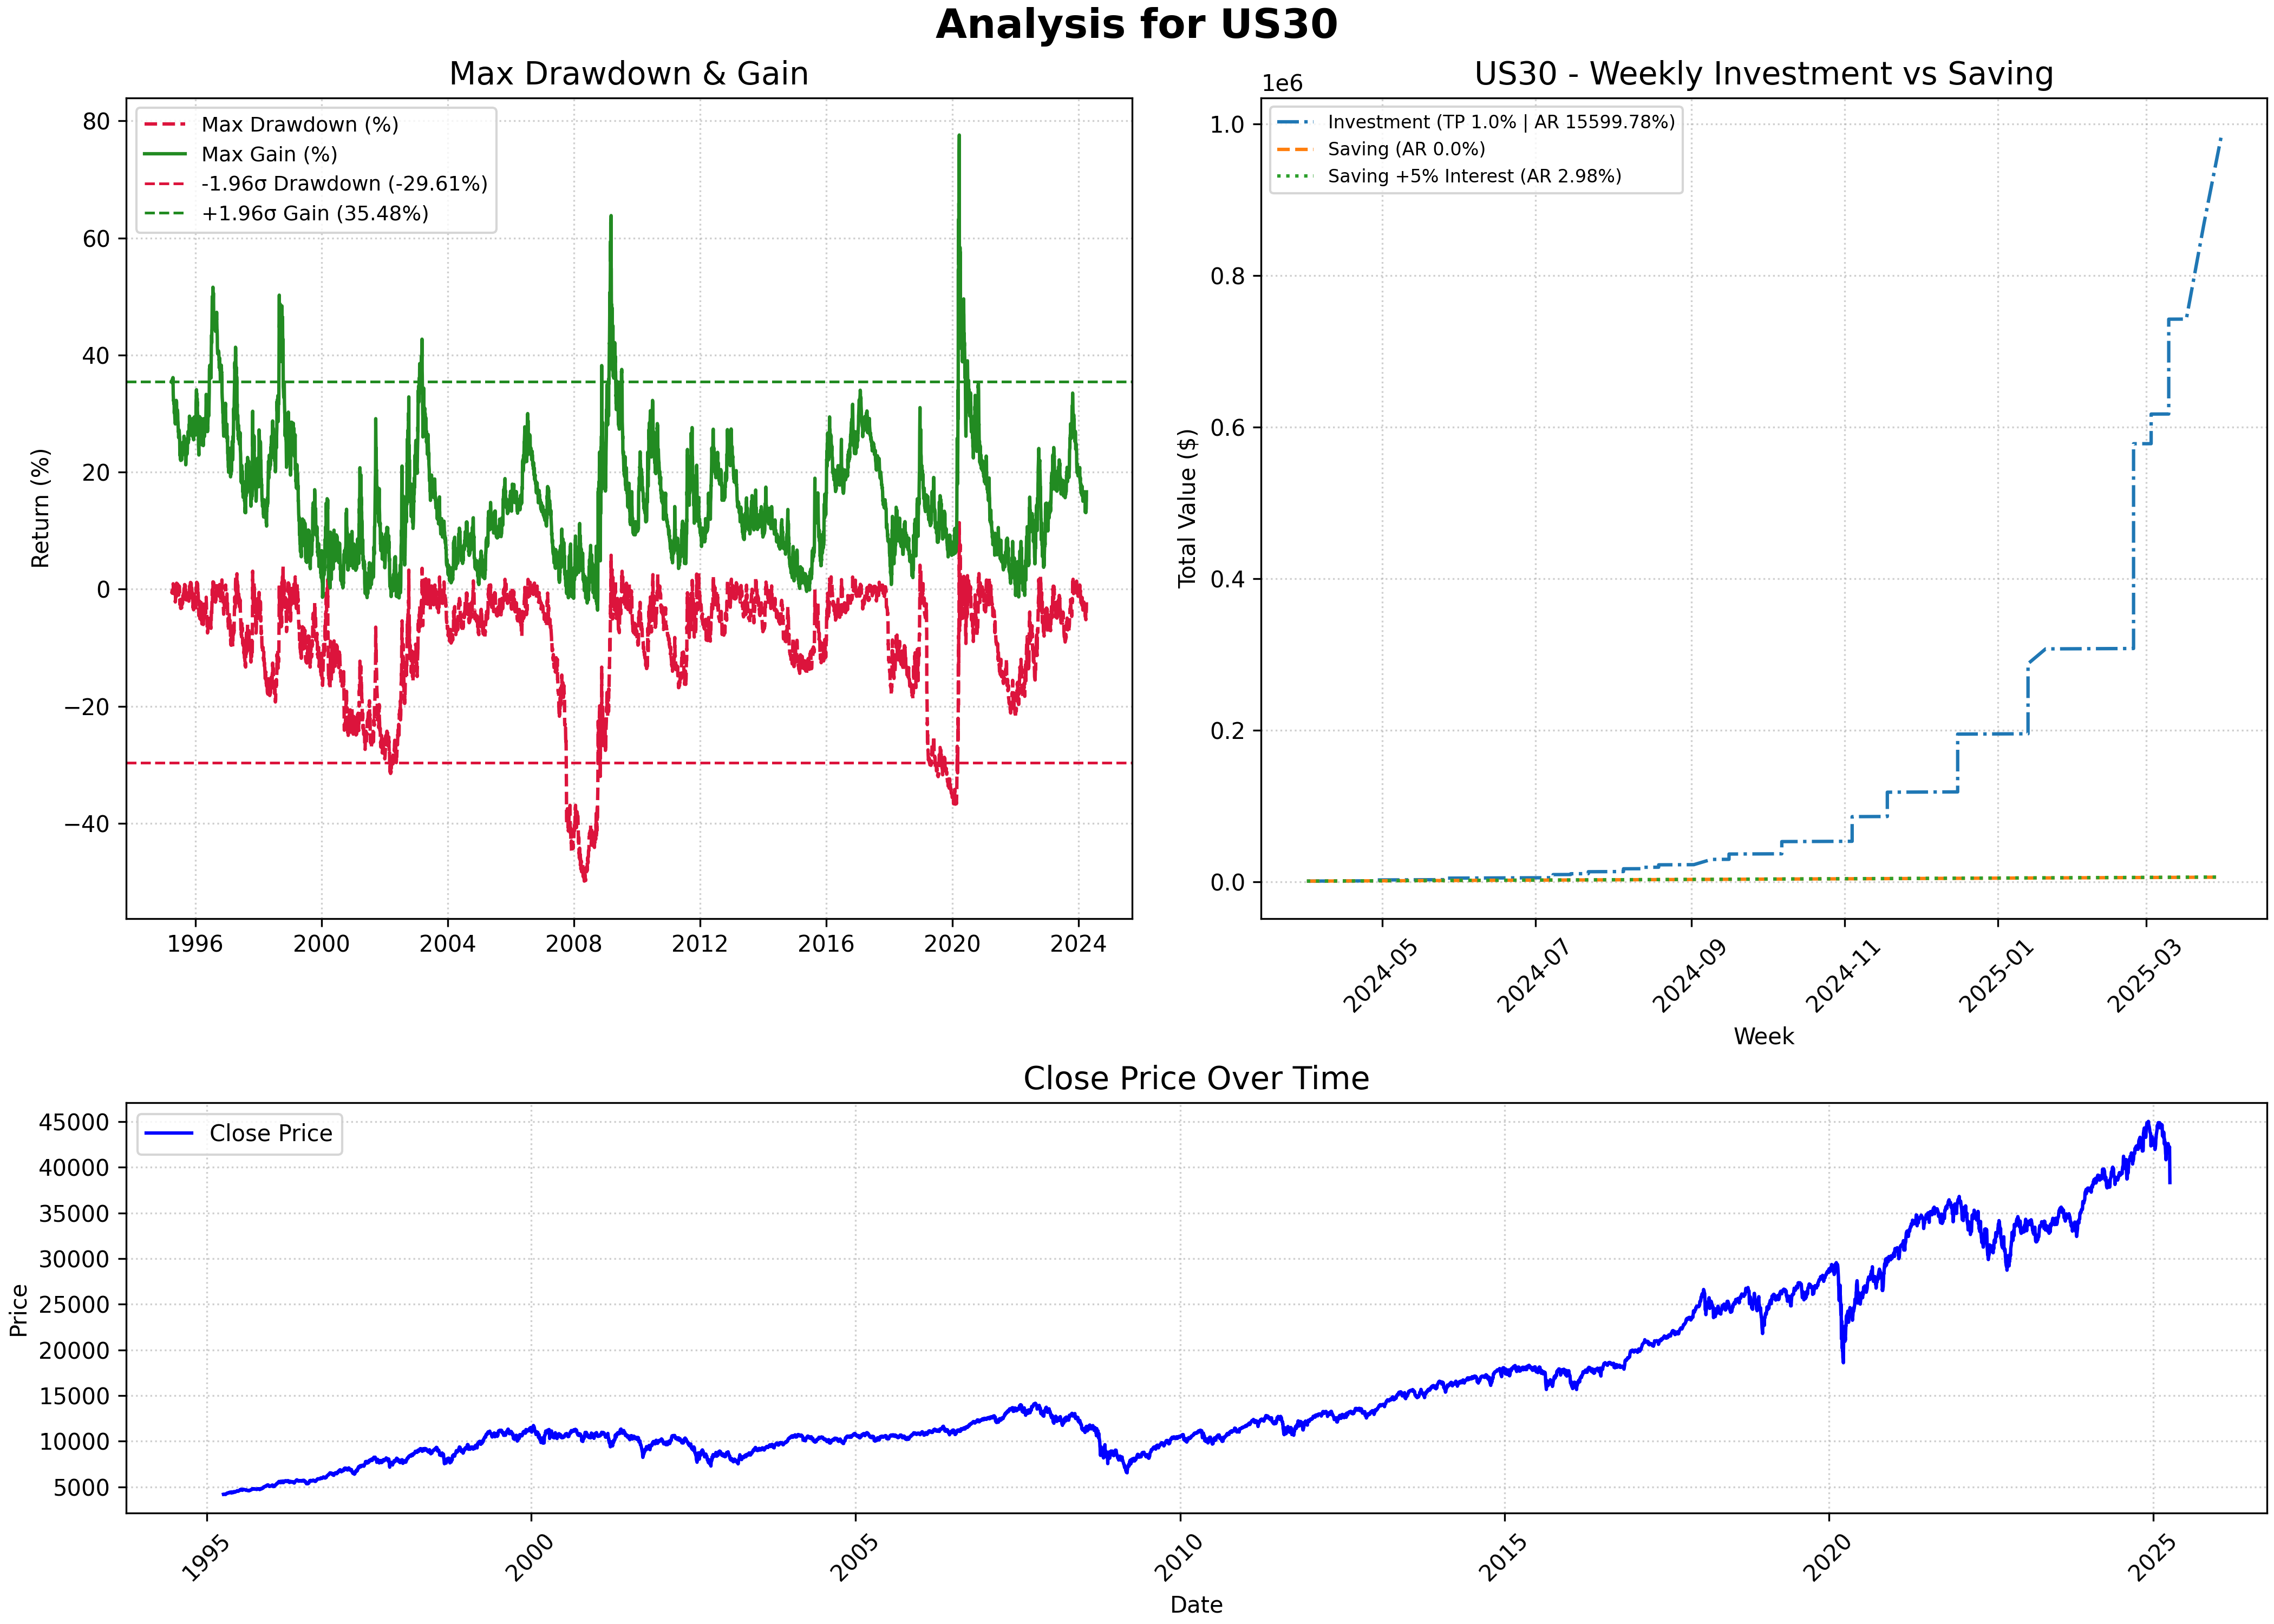 Analysis for US30
Max Drawdown & Gain
Max Drawdown (%)
Max Gain (%)
-1.96σ Drawdown (-29.61%)
+1.96σ Gain (35.48%)
Return (%)
80
60
40
20
0
−20
−40
1996 2000 2004 2008 2012 2016 2020 2024
US30 - Weekly Investment vs Saving
1e6
Investment (TP 1.0% | AR 15599.78%)
Saving (AR 0.0%)
Saving +5% Interest (AR 2.98%)
Total Value ($)
1.0
0.8
0.6
0.4
0.2
0.0
2024-05 2024-07 2024-09 2024-11 2025-01 2025-03
Week
Close Price Over Time
Close Price
Price
45000
40000
35000
30000
25000
20000
15000
10000
5000
1995 2000 2005 2010 2015 2020 2025
Date